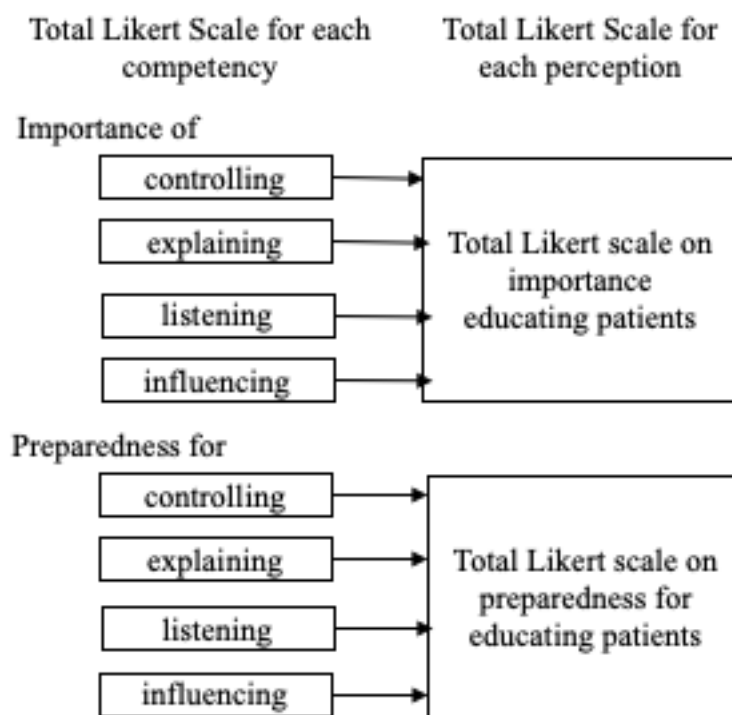 Total Likert Scale for each
competency
Total Likert Scale for
each perception
Importance of
controlling
explaining
listening
influencing
Total Likert scale on
importance
educating patients
Preparedness for
controlling
explaining
listening
influencing
Total Likert scale on
preparedness for
educating patients